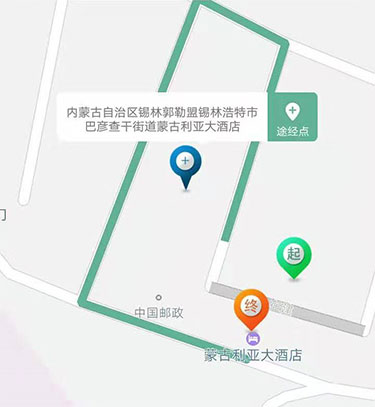 内蒙古自治区锡林郭勒盟锡林浩特市
巴彦查干街道蒙古利亚大酒店
途经点
门
起
中国邮政
终
蒙古利亚大酒店